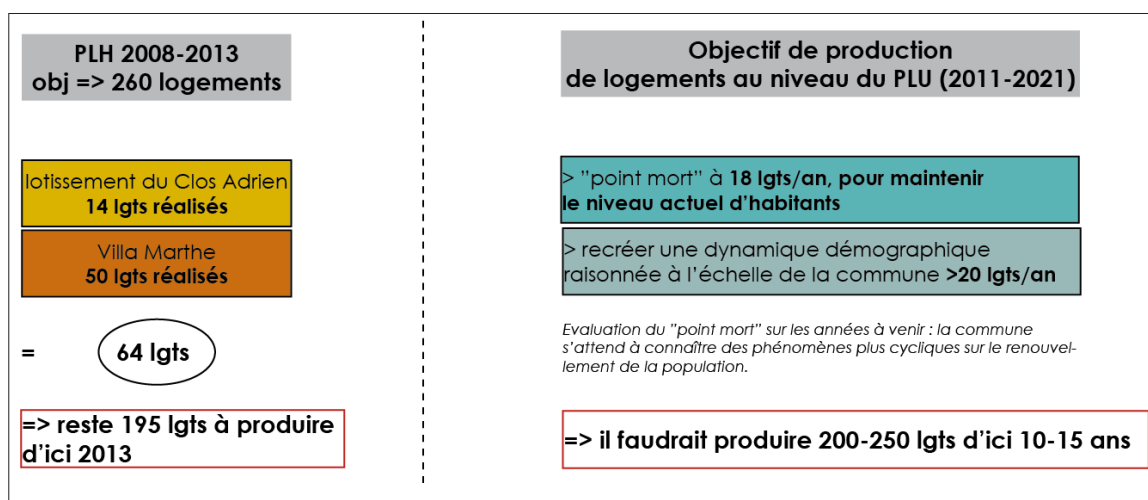 PLH 2008-2013
obj => 260 logements
lotissement du Clos Adrien
14 lgts réalisés
Villa Marthe
50 lgts réalisés
=
64 lgts
=> reste 195 lgts à produire
d'ici 2013
Objectif de production
de logements au niveau du PLU (2011-2021)
> "point mort" à 18 lgts/an, pour maintenir
le niveau actuel d'habitants
> recréer une dynamique démographique
raisonnée à l'échelle de la commune >20 lgts/an
Evaluation du "point mort" sur les années à venir : la commune
s'attend à connaître des phénomènes plus cycliques sur le renouvel-
lement de la population.
=> il faudrait produire 200-250 lgts d'ici 10-15 ans